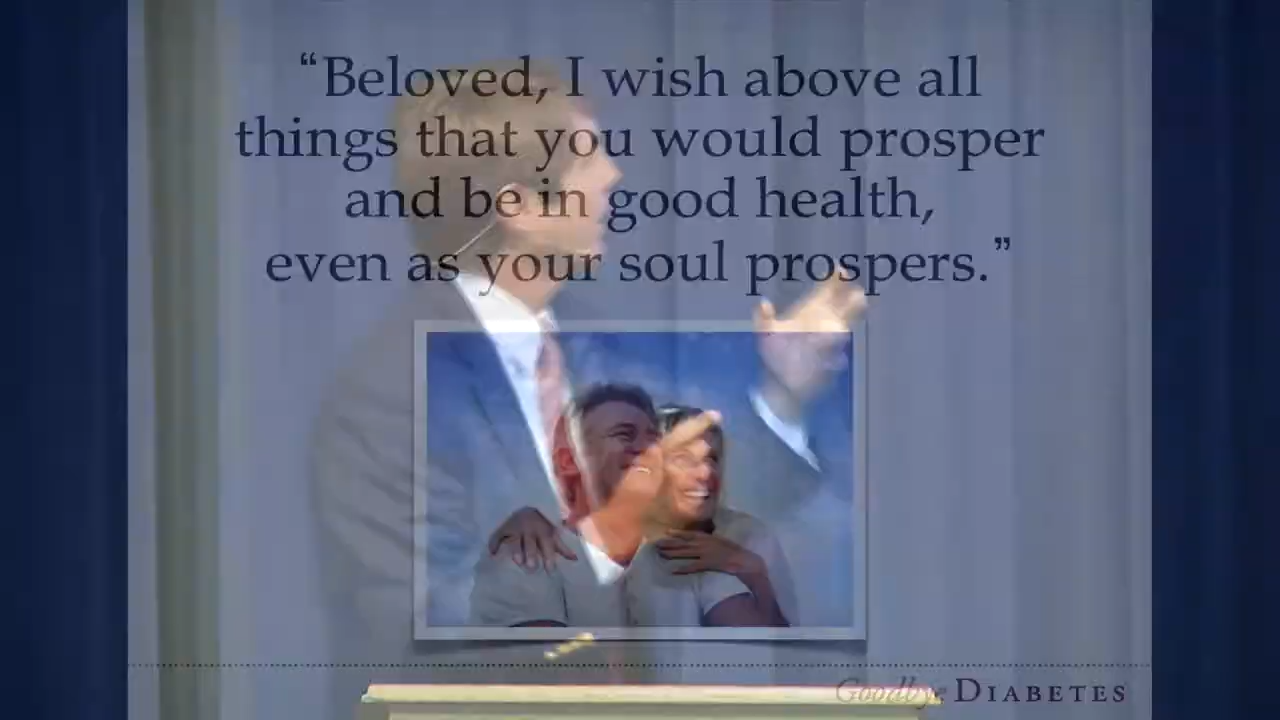 “Beloved, I wish above all
things that you would prosper
and be in good health,
even as your soul prospers.”
Goodbye DIABETES